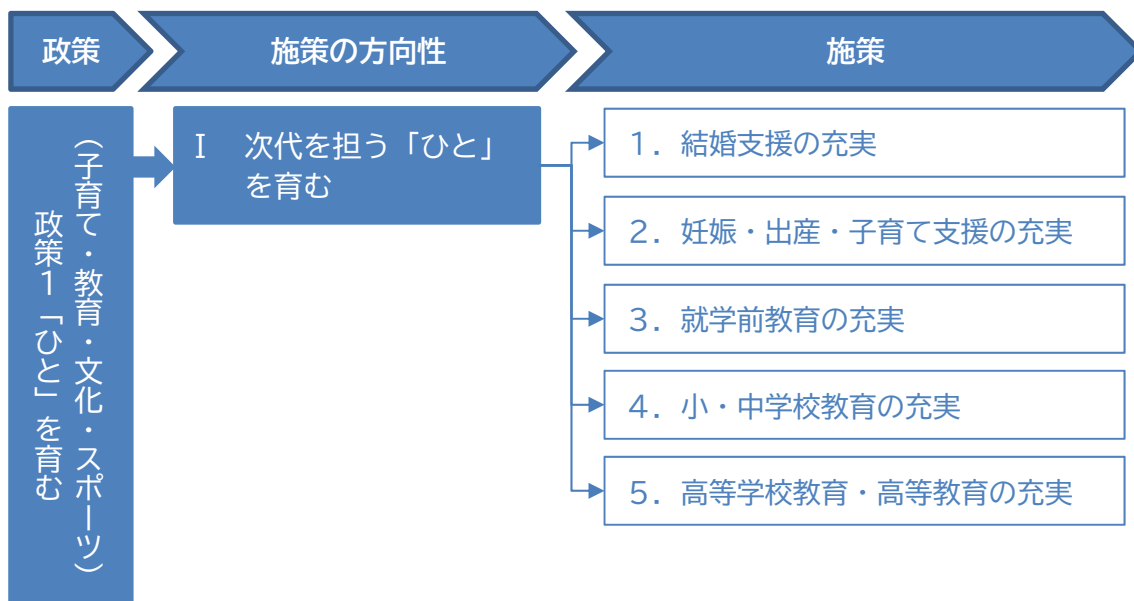 政策
施策の方向性
施策
政策1「ひと」を育む
(子育て・教育・文化・スポーツ)
Ⅰ 次代を担う「ひと」
を育む
1．結婚支援の充実
2．妊娠・出産・子育て支援の充実
3．就学前教育の充実
4．小・中学校教育の充実
5．高等学校教育・高等教育の充実